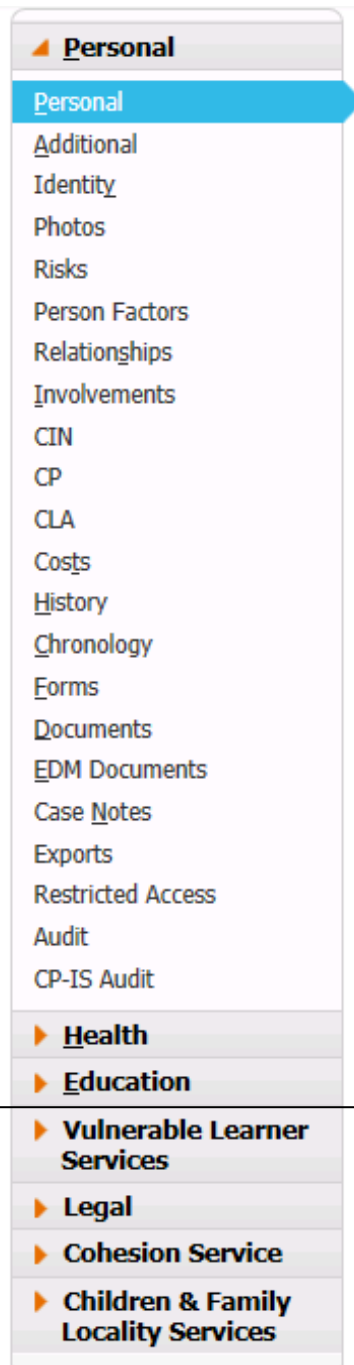 Personal
Personal
Additional
Identity
Photos
Risks
Person Factors
Relationships
Involvements
CIN
CP
CLA
Costs
History
Chronology
Forms
Documents
EDM Documents
Case Notes
Exports
Restricted Access
Audit
CP-IS Audit
Health
Education
Vulnerable Learner
Services
Legal
Cohesion Service
Children & Family
Locality Services